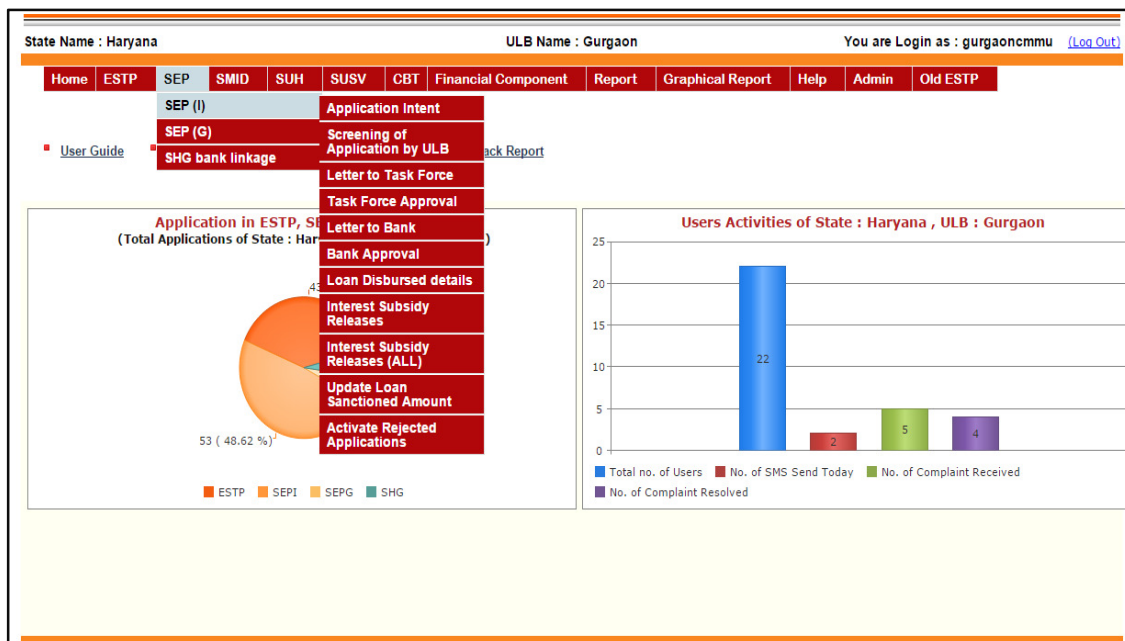 State Name : Haryana ULB Name : Gurgaon You are Login as : gurgaoncmmu (Log Out)
Home ESTP SEP SMID SUH SUSV CBT Financial Component Report Graphical Report Help Admin Old ESTP
SEP (I)
SEP (G)
SHG bank linkage
Application Intent
Screening of
Application by ULB
Letter to Task Force
Task Force Approval
Letter to Bank
Bank Approval
Loan Disbursed details
Interest Subsidy
Releases
Interest Subsidy
Releases (ALL)
Update Loan
Sanctioned Amount
Activate Rejected
Applications
User Guide
Report
Application in ESTP,
(Total Applications of State :
)
53 ( 48.62 %)
ESTP SEPI SEPG SHG
Users Activities of State : Haryana , ULB : Gurgaon
25
20
15
10
5
0
22
2
5
4
Total no. of Users No. of SMS Send Today No. of Complaint Received
No. of Complaint Resolved